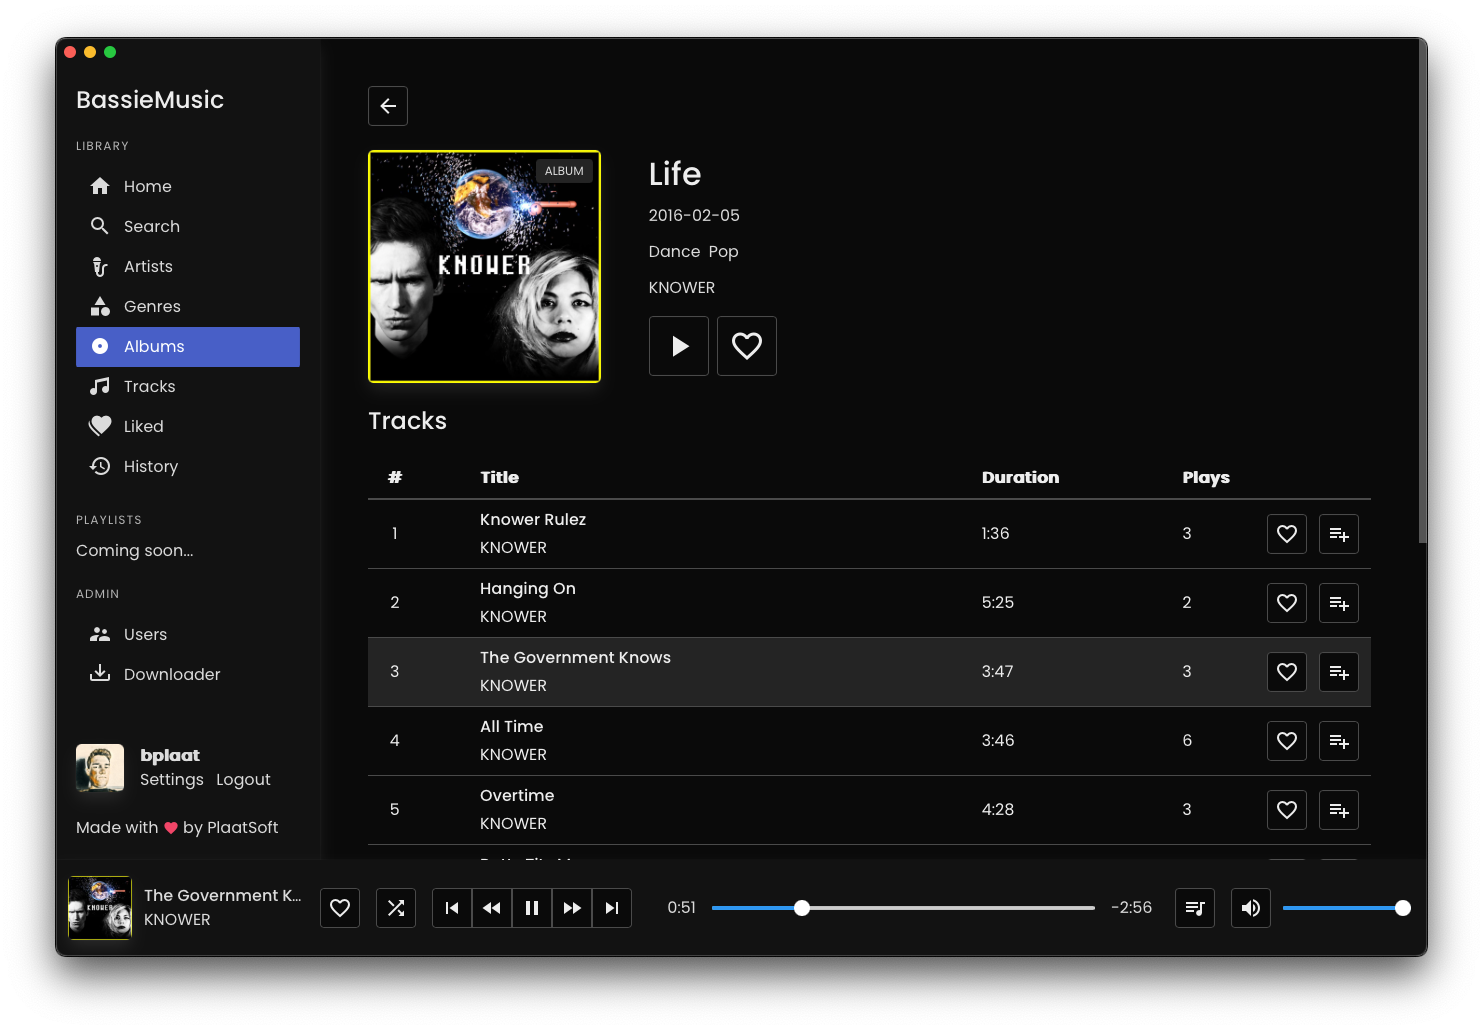 BassieMusic
LIBRARY
Home
Search
Artists
Genres
Albums
Tracks
Liked
History
PLAYLISTS
Coming soon...
ADMIN
Users
Downloader
bplaat
Settings Logout
Made with by PlaatSoft
ALBUM
KNOWER
Life
2016-02-05
Dance Pop
KNOWER
Tracks
# Title Duration Plays
1 Knower Rulez 1:36 3
KNOWER
2 Hanging On 5:25 2
KNOWER
3 The Government Knows 3:47 3
KNOWER
4 All Time 3:46 6
KNOWER
5 Overtime 4:28 3
KNOWER
KNOWER
The Government K...
KNOWER
0:51 -2:56